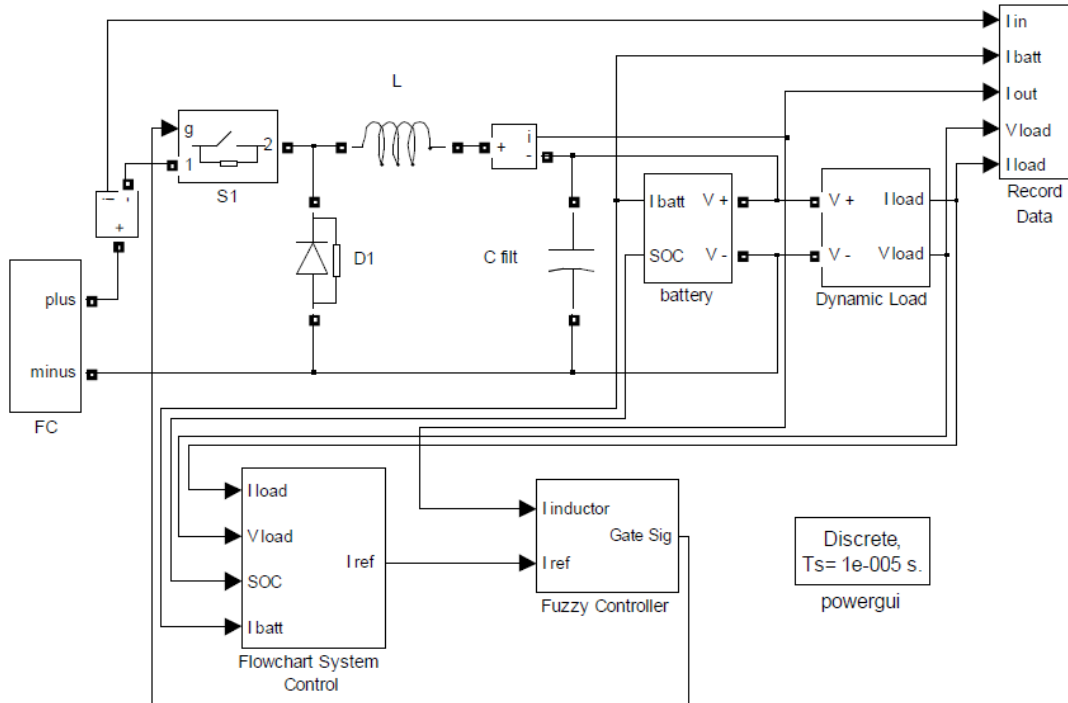 I in
I batt
I out
V load
I load
Record
Data
L
g
1
2
S1
+
i
-
-
i
+
D1
C filt
I batt
V +
SOC
V -
battery
V +
I load
V -
V load
Dynamic Load
plus
minus
FC
I load
V load
SOC
I batt
I ref
Flowchart System
Control
I inductor
Gate Sig
I ref
Fuzzy Controller
Discrete,
Ts= 1e-005 s.
powergui